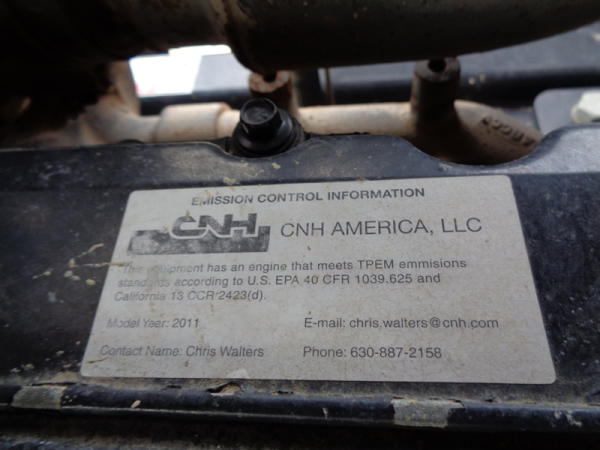 EMISSION CONTROL INFORMATION
CNH CNH AMERICA, LLC
This equipment has an engine that meets TPEM emmisions
standards according to U.S. EPA 40 CFR 1039.625 and
California 13 CCR 2423(d).
Model Year: 2011 E-mail: chris.walters@cnh.com
Contact Name: Chris Walters Phone: 630-887-2158